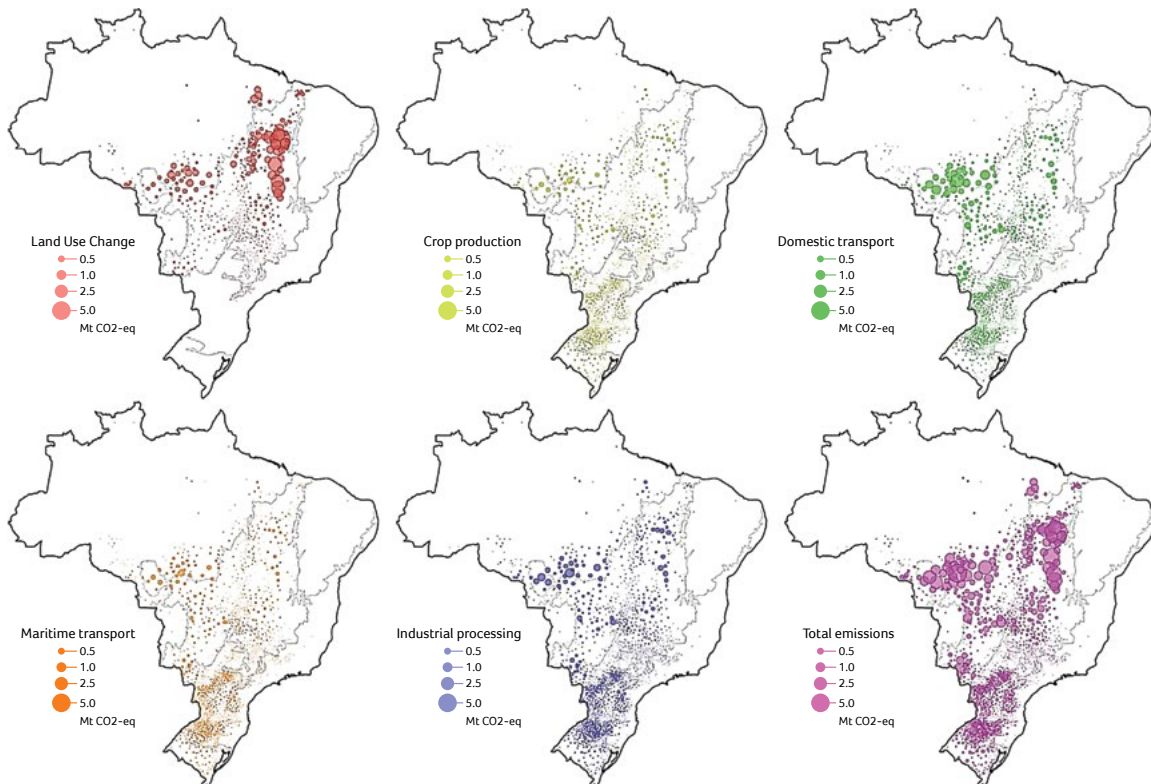 Land Use Change
0.5
1.0
2.5
5.0
Mt CO2-eq
Crop production
0.5
1.0
2.5
5.0
Mt CO2-eq
Domestic transport
0.5
1.0
2.5
5.0
Mt CO2-eq
Maritime transport
0.5
1.0
2.5
5.0
Mt CO2-eq
Industrial processing
0.5
1.0
2.5
5.0
Mt CO2-eq
Total emissions
0.5
1.0
2.5
5.0
Mt CO2-eq